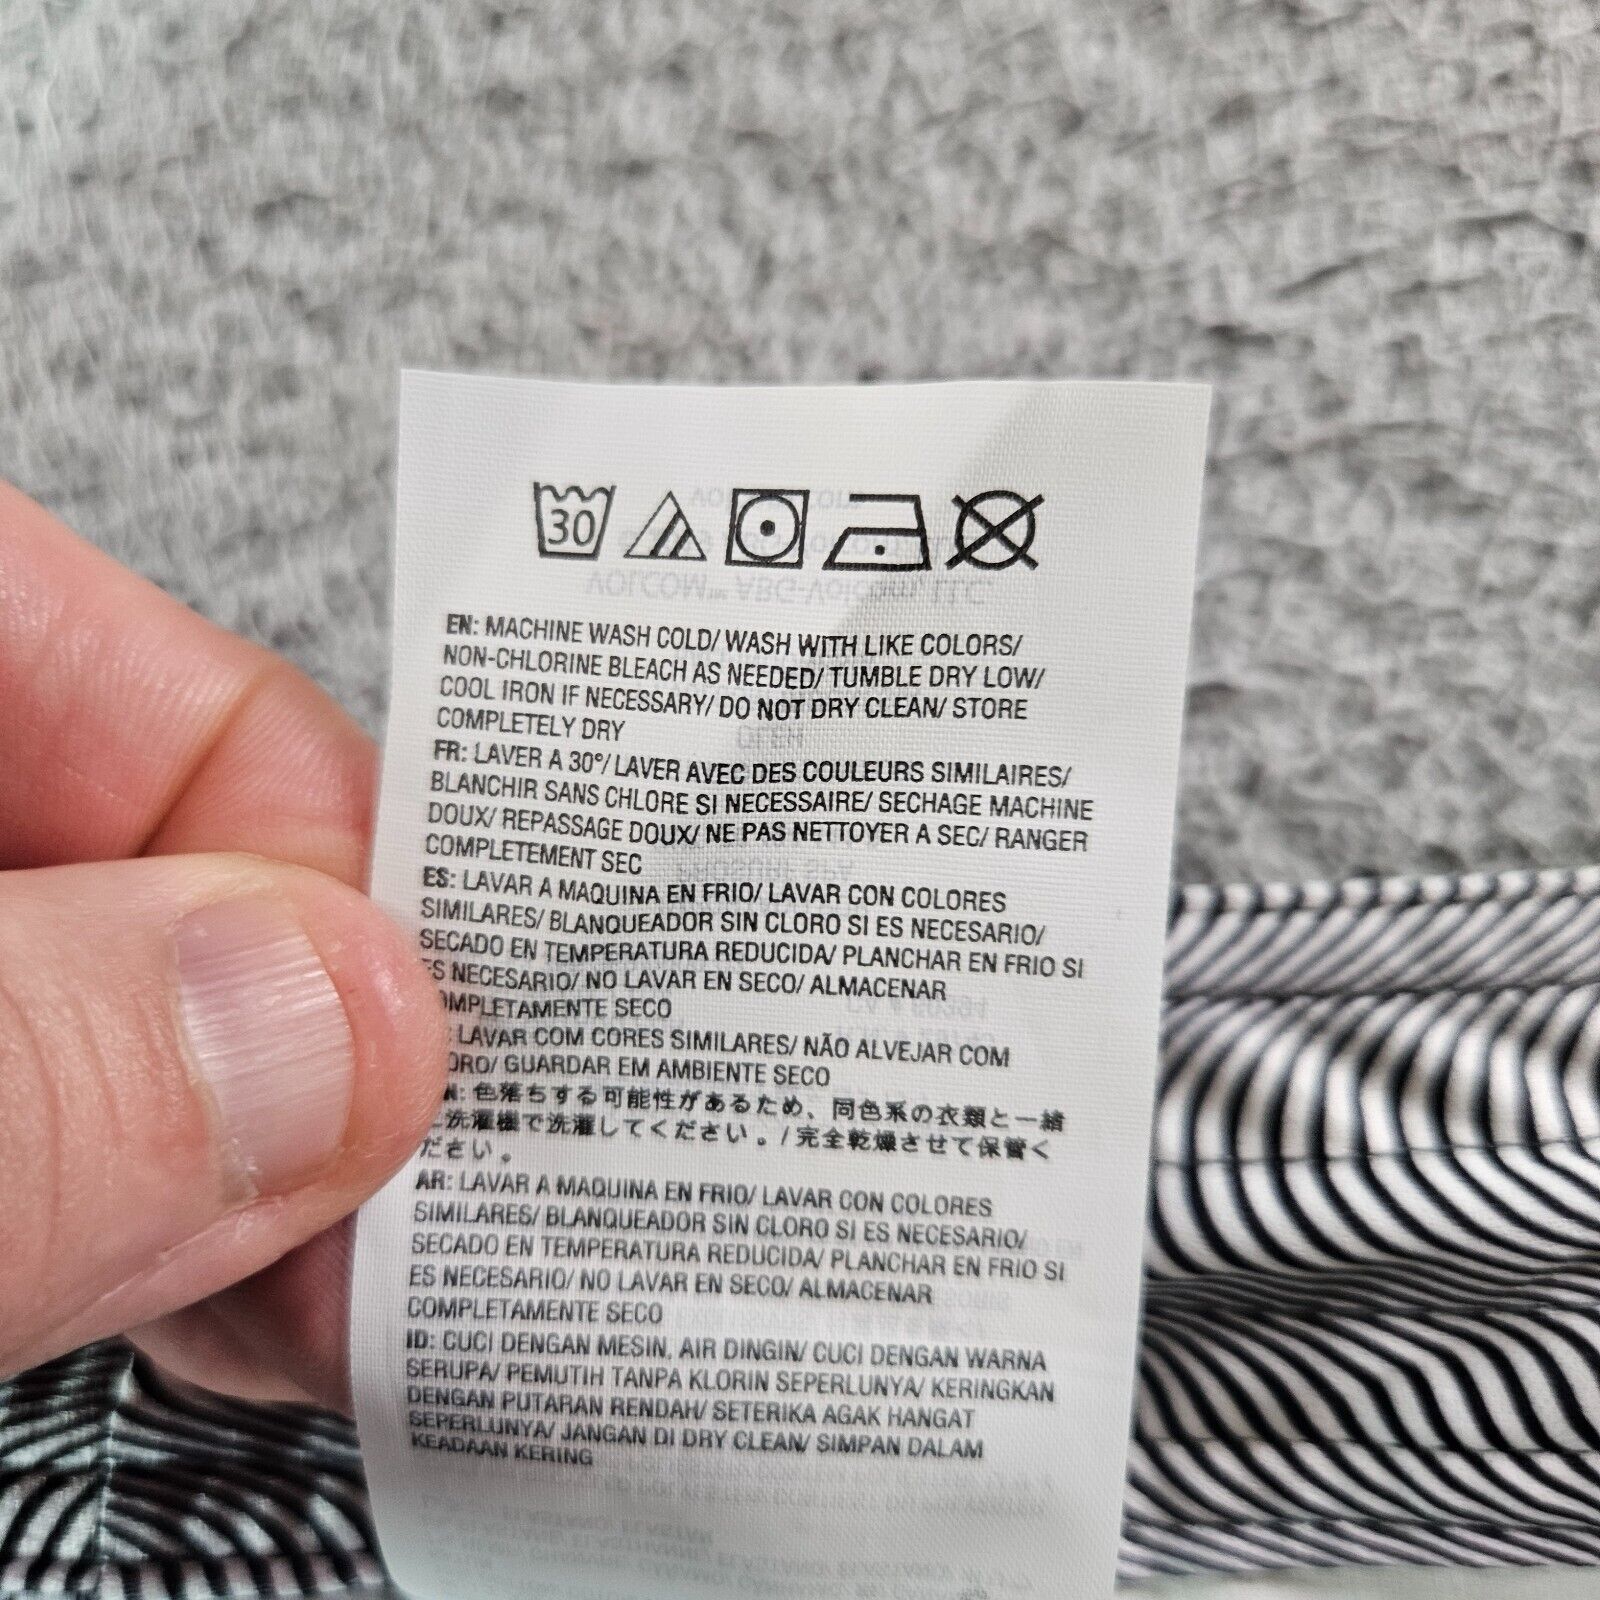 30
EN: MACHINE WASH COLD/ WASH WITH LIKE COLORS/
NON-CHLORINE BLEACH AS NEEDED/ TUMBLE DRY LOW/
COOL IRON IF NECESSARY/ DO NOT DRY CLEAN/ STORE
COMPLETELY DRY
FR: LAVER A 30°/ LAVER AVEC DES COULEURS SIMILAIRES/
BLANCHIR SANS CHLORE SI NECESSAIRE/ SECHAGE MACHINE
DOUX/ REPASSAGE DOUX/ NE PAS NETTOYER A SEC/ RANGER
COMPLETEMENT SEC
ES: LAVAR A MAQUINA EN FRIO/ LAVAR CON COLORES
SIMILARES/ BLANQUEADOR SIN CLORO SI ES NECESARIO/
SECADO EN TEMPERATURA REDUCIDA/ PLANCHAR EN FRIO SI
ES NECESARIO/ NO LAVAR EN SECO/ ALMACENAR
OMPLETAMENTE SECO
: LAVAR COM CORES SIMILARES/ NÃO ALVEJAR COM
ORO/ GUARDAR EM AMBIENTE SECO
N: 色落ちする可能性があるため、同色系の衣類と一緒
に洗濯機で洗濯してください。/ 完全乾燥させて保管く
ださい。
AR: LAVAR A MAQUINA EN FRIO/ LAVAR CON COLORES
SIMILARES/ BLANQUEADOR SIN CLORO SI ES NECESARIO/
SECADO EN TEMPERATURA REDUCIDA/ PLANCHAR EN FRIO SI
ES NECESARIO/ NO LAVAR EN SECO/ ALMACENAR
COMPLETAMENTE SECO
ID: CUCI DENGAN MESIN, AIR DINGIN/ CUCI DENGAN WARNA
SERUPA/ PEMUTIH TANPA KLORIN SEPERLUNYA/ KERINGKAN
DENGAN PUTARAN RENDAH/ SETERIKA AGAK HANGAT
SEPERLUNYA/ JANGAN DI DRY CLEAN/ SIMPAN DALAM
KEADAAN KERING
VOLCOM™ ABG-Volcom, LLC.